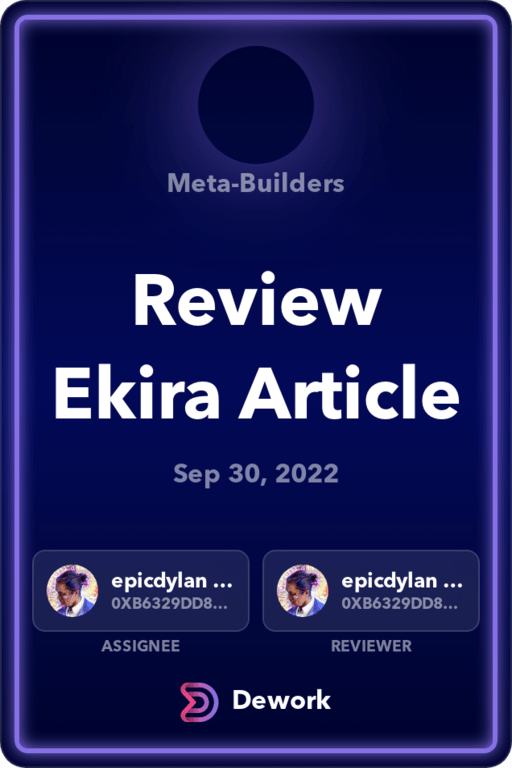 Meta-Builders
Review
Ekira Article
Sep 30, 2022
epicdylan ... epicdylan ...
0XB6329DD8... 0XB6329DD8...
ASSIGNEE REVIEWER
Dework